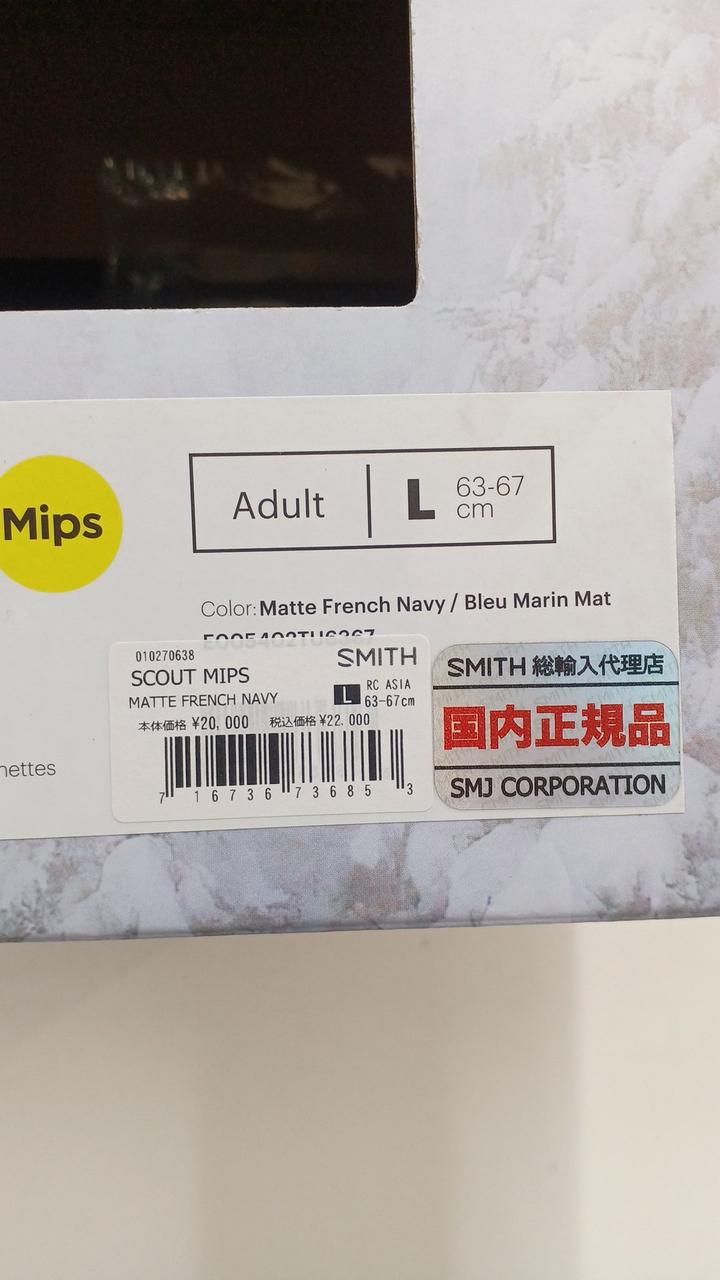 Mips
Adult
L
63-67
cm
Color: Matte French Navy / Bleu Marin Mat
010270638
SMITH
SCOUT MIPS
MATTE FRENCH NAVY
L
RC ASIA
63-67cm
本体価格 ¥20,000 税込価格 ¥22,000
7 16736 73685 3
SMITH 総輸入代理店
国内正規品
SMJ CORPORATION
nettes